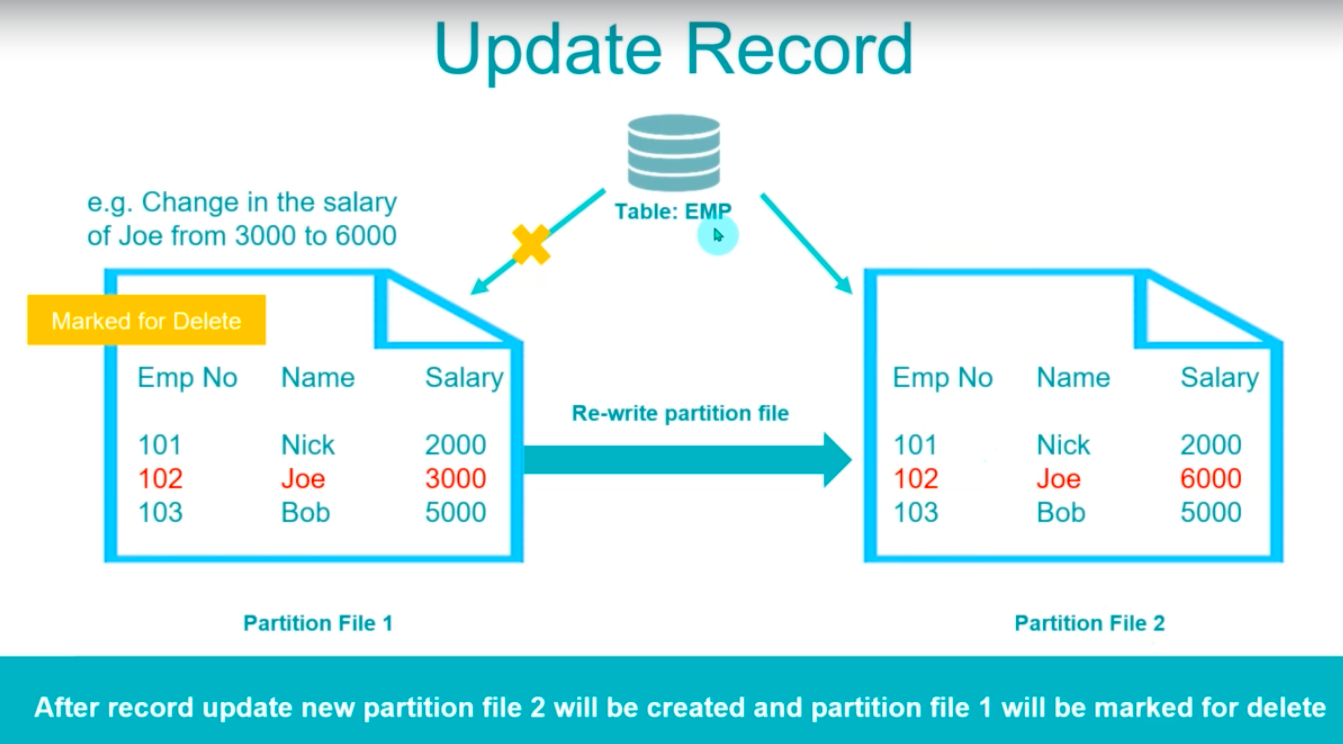 Update Record
Table: EMP
e.g. Change in the salary
of Joe from 3000 to 6000
Marked for Delete
Emp No Name Salary
101 Nick 2000
102 Joe 3000
103 Bob 5000
Partition File 1
Re-write partition file
Emp No Name Salary
101 Nick 2000
102 Joe 6000
103 Bob 5000
Partition File 2
After record update new partition file 2 will be created and partition file 1 will be marked for delete